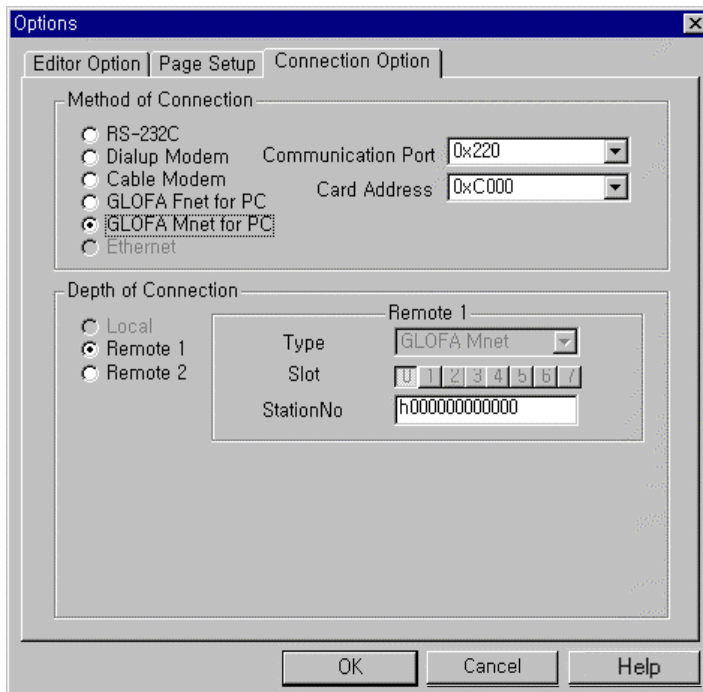 Options
Editor Option Page Setup Connection Option
Method of Connection
RS-232C
Dialup Modem
Cable Modem
GLOFA Fnet for PC
GLOFA Mnet for PC
Ethernet
Communication Port 0x220
Card Address 0xC000
Depth of Connection
Local
Remote 1
Remote 2
Remote 1
Type GLOFA Mnet
Slot 0 1 2 3 4 5 6 7
StationNo h000000000000
OK Cancel Help